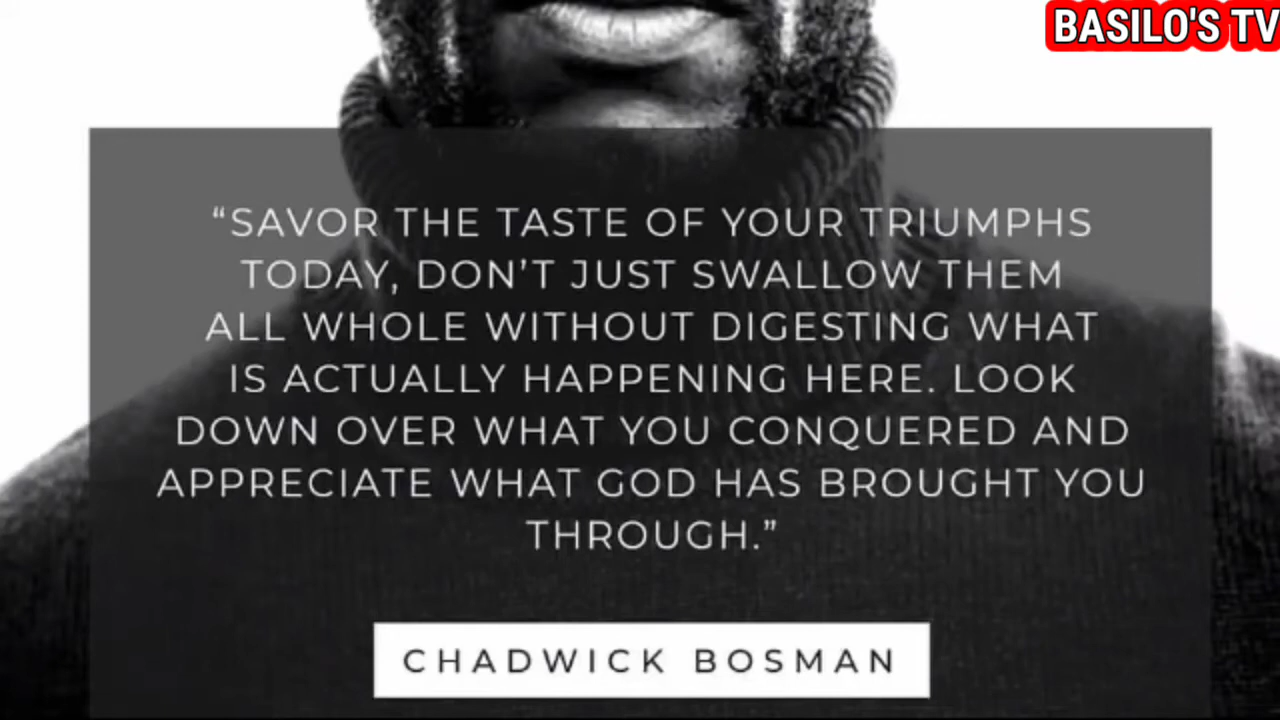 BASILO'S TV
“SAVOR THE TASTE OF YOUR TRIUMPHS
TODAY, DON’T JUST SWALLOW THEM
ALL WHOLE WITHOUT DIGESTING WHAT
IS ACTUALLY HAPPENING HERE. LOOK
DOWN OVER WHAT YOU CONQUERED AND
APPRECIATE WHAT GOD HAS BROUGHT YOU
THROUGH.”
CHADWICK BOSMAN